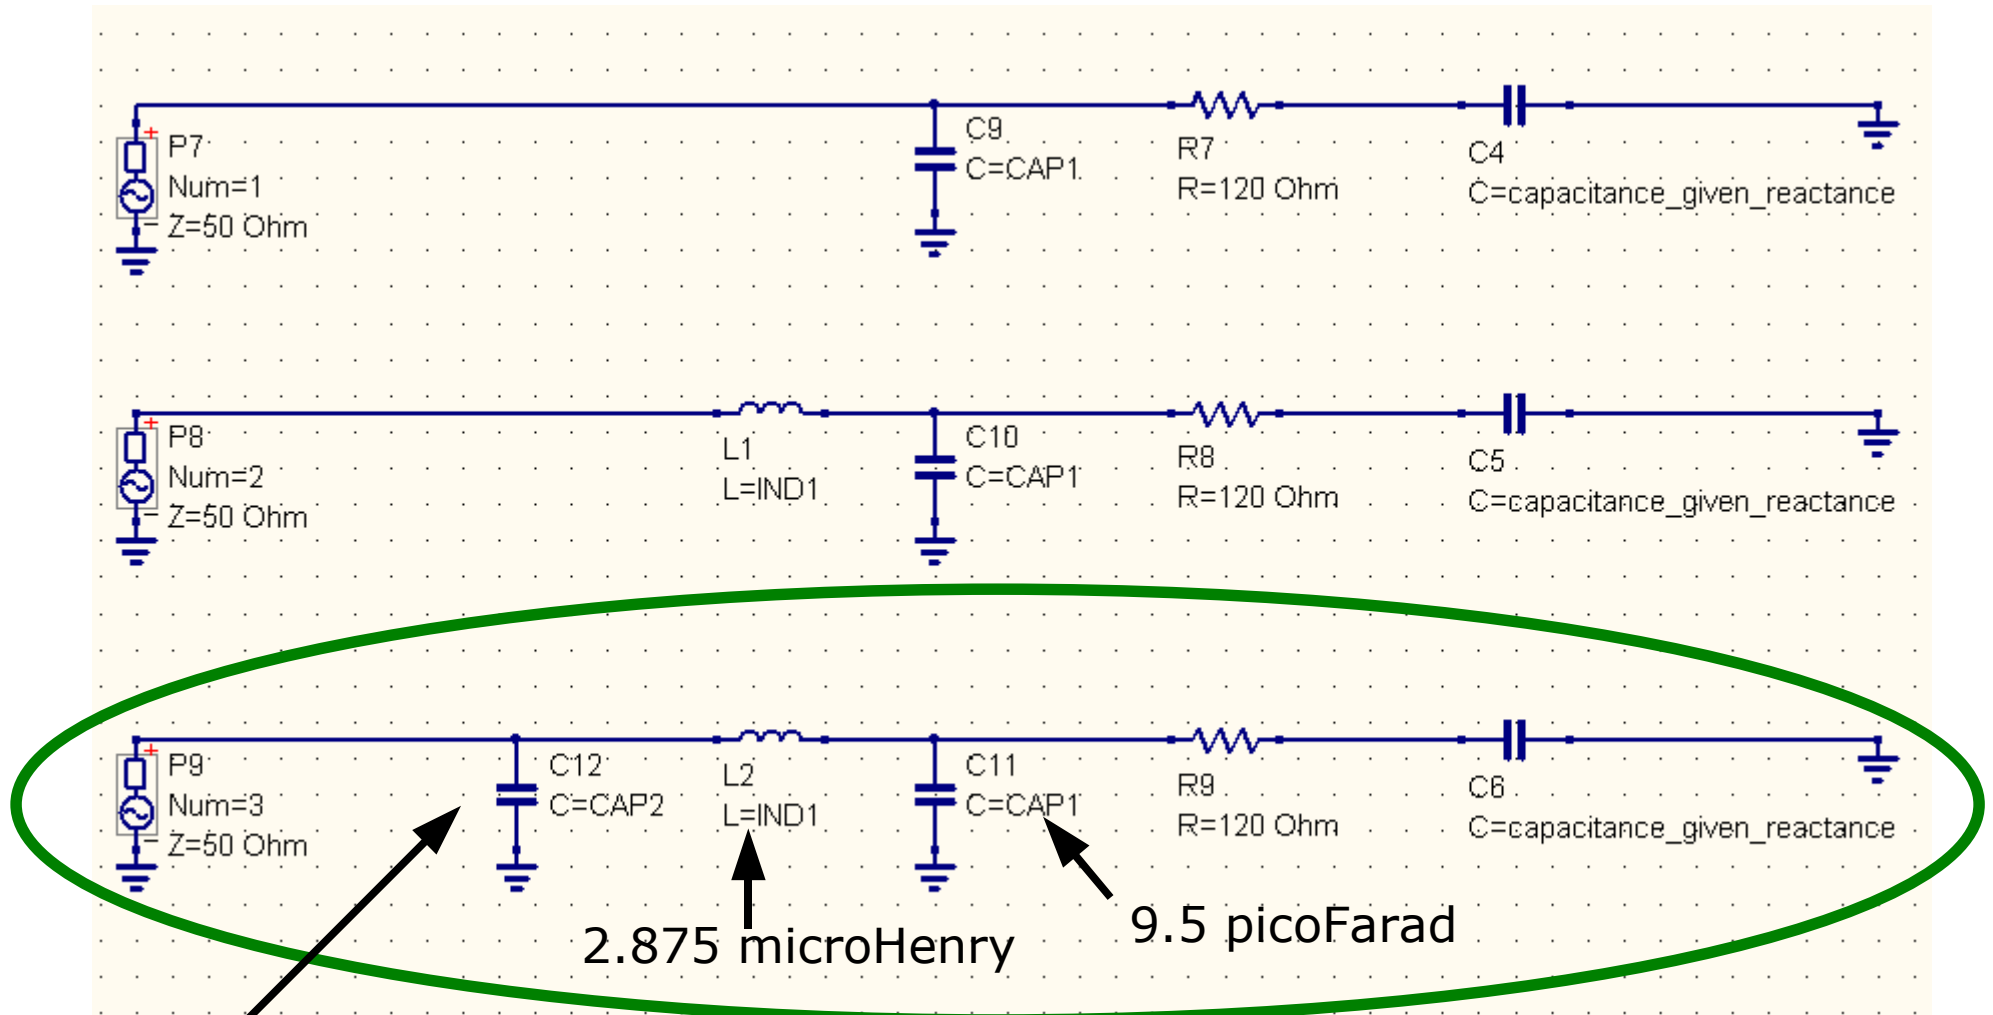 P7
Num=1
Z=50 Ohm
C9
C=CAP1
R7
R=120 Ohm
C4
C=capacitance_given_reactance
P8
Num=2
Z=50 Ohm
L1
L=IND1
C10
C=CAP1
R8
R=120 Ohm
C5
C=capacitance_given_reactance
P9
Num=3
Z=50 Ohm
C12
C=CAP2
L2
L=IND1
C11
C=CAP1
R9
R=120 Ohm
C6
C=capacitance_given_reactance
2.875 microHenry
9.5 picoFarad